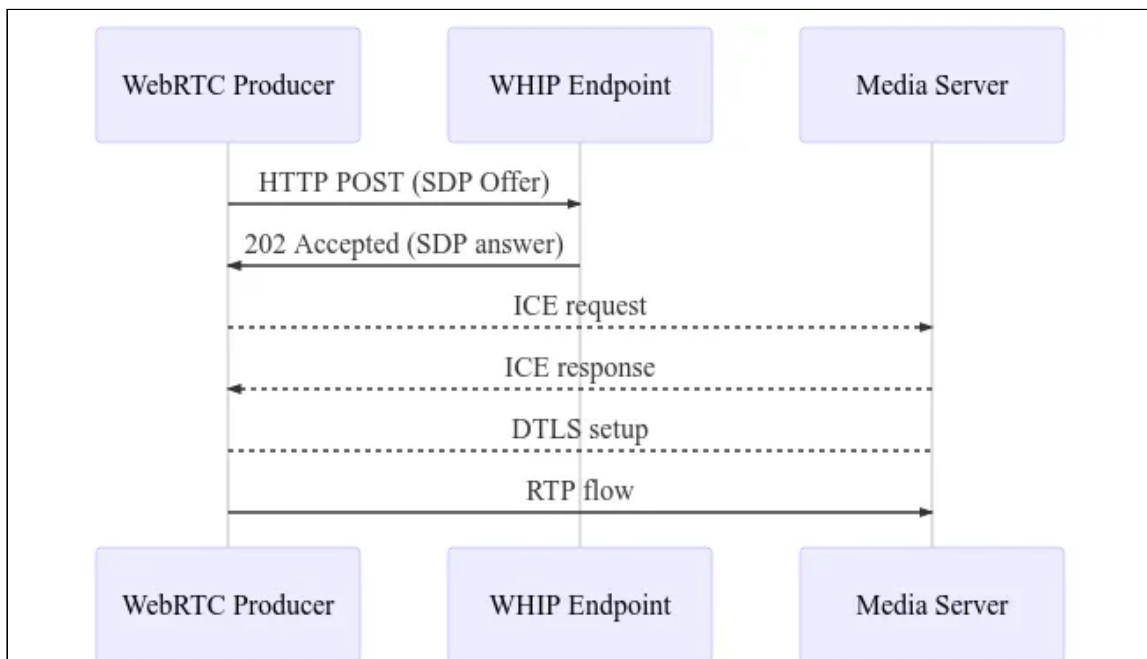 WebRTC Producer
WHIP Endpoint
Media Server
HTTP POST (SDP Offer)
202 Accepted (SDP answer)
ICE request
ICE response
DTLS setup
RTP flow
WebRTC Producer
WHIP Endpoint
Media Server